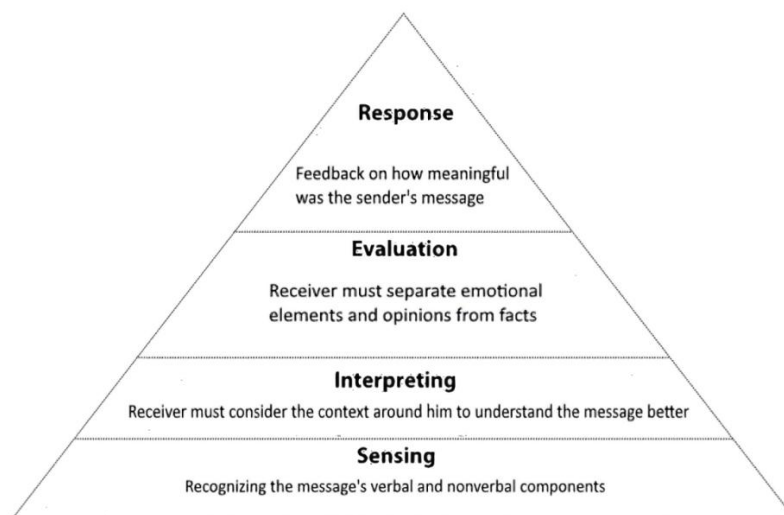 Response
Feedback on how meaningful
was the sender's message
Evaluation
Receiver must separate emotional
elements and opinions from facts
Interpreting
Receiver must consider the context around him to understand the message better
Sensing
Recognizing the message's verbal and nonverbal components